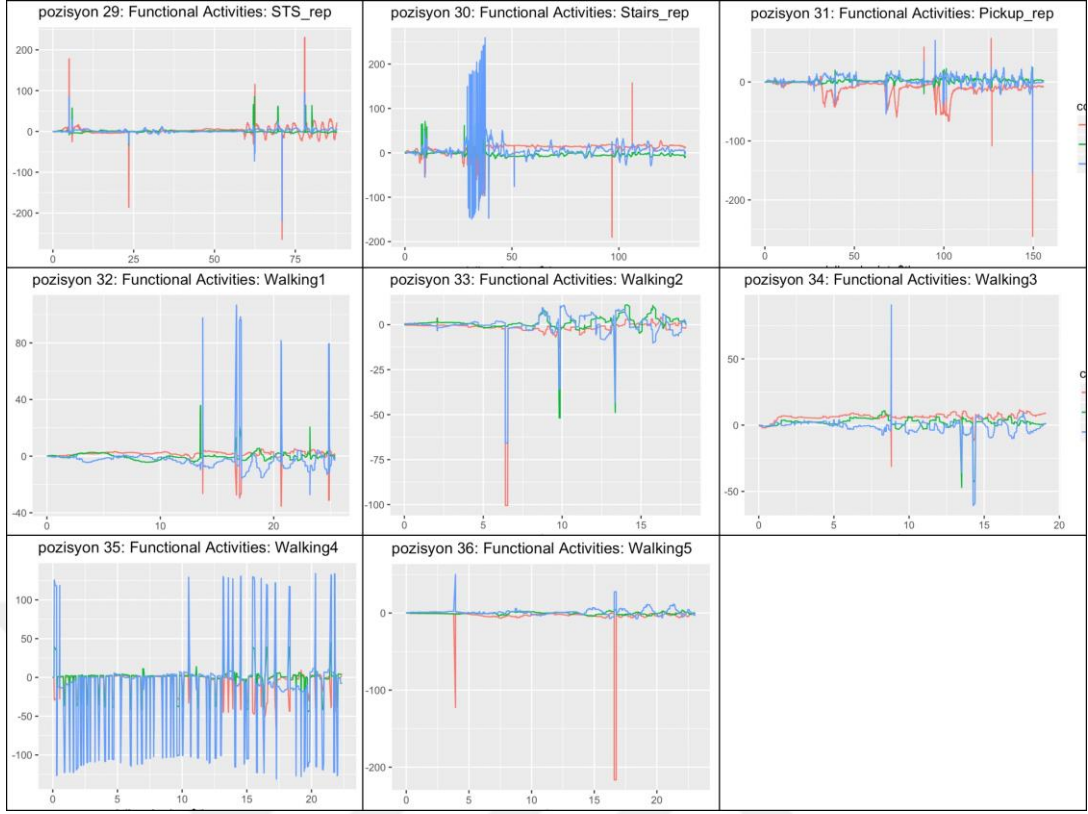 pozisyon 29: Functional Activities: STS_rep
200
100
0
-100
-200
0 25 50 75
pozisyon 30: Functional Activities: Stairs_rep
200
100
0
-100
-200
0 50 100
pozisyon 31: Functional Activities: Pickup_rep
0
-100
-200
0 50 100 150
pozisyon 32: Functional Activities: Walking1
80
40
0
-40
0 10 20
pozisyon 33: Functional Activities: Walking2
0
-25
-50
-75
-100
0 5 10 15
pozisyon 34: Functional Activities: Walking3
50
0
-50
0 5 10 15 20
pozisyon 35: Functional Activities: Walking4
100
50
0
-50
-100
0 5 10 15 20
pozisyon 36: Functional Activities: Walking5
0
-100
-200
0 5 10 15 20